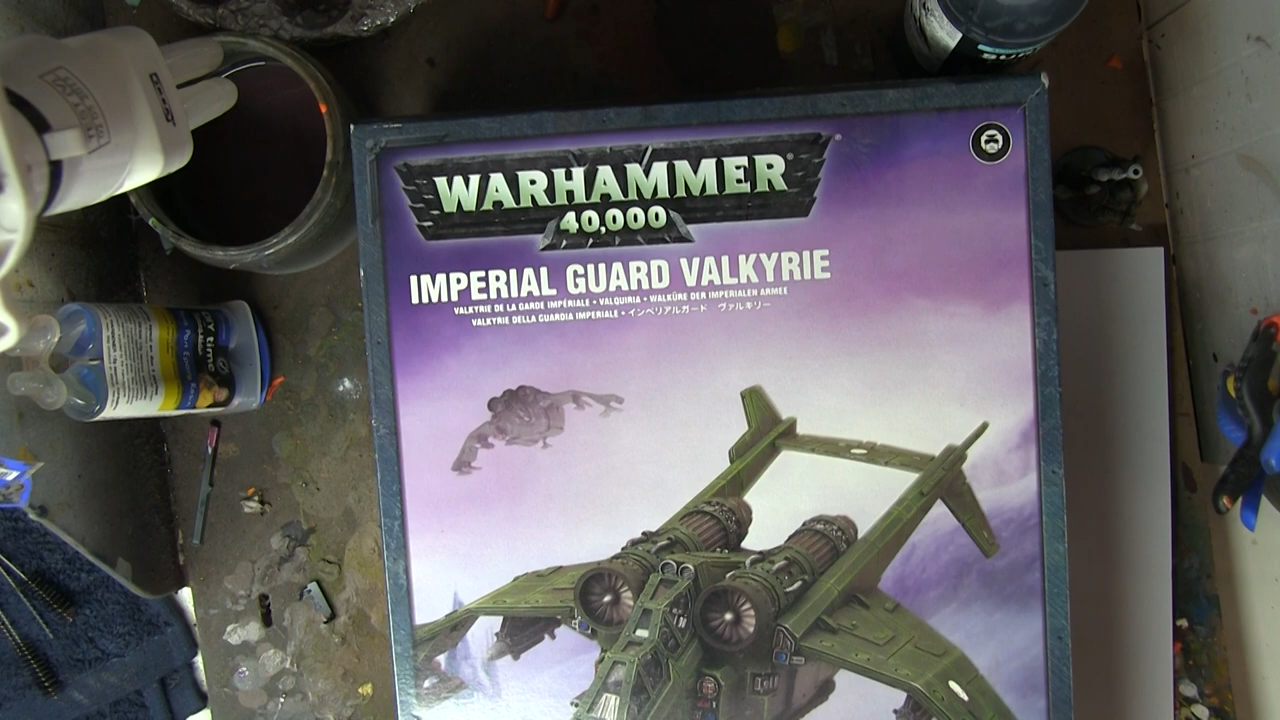 WARHAMMER®
40,000
IMPERIAL GUARD VALKYRIE
VALKYRIE DE LA GARDE IMPÉRIALE • VALQUIRIA • WALKÜRE DER IMPERIALEN ARMEE
VALKYRIE DELLA GUARDIA IMPERIALE • インペリアルガード ヴァルキリー